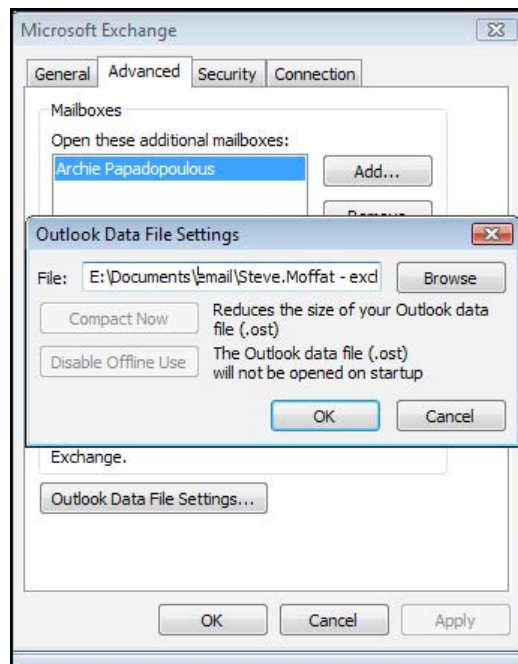 Microsoft Exchange
General Advanced Security Connection
Mailboxes
Open these additional mailboxes:
Archie Papadopoulous
Add...
Outlook Data File Settings
File: E:\Documents\email\Steve.Moffat - excl Browse
Compact Now Reduces the size of your Outlook data
file (.ost)
Disable Offline Use The Outlook data file (.ost)
will not be opened on startup
OK Cancel
Exchange.
Outlook Data File Settings...
OK Cancel Apply